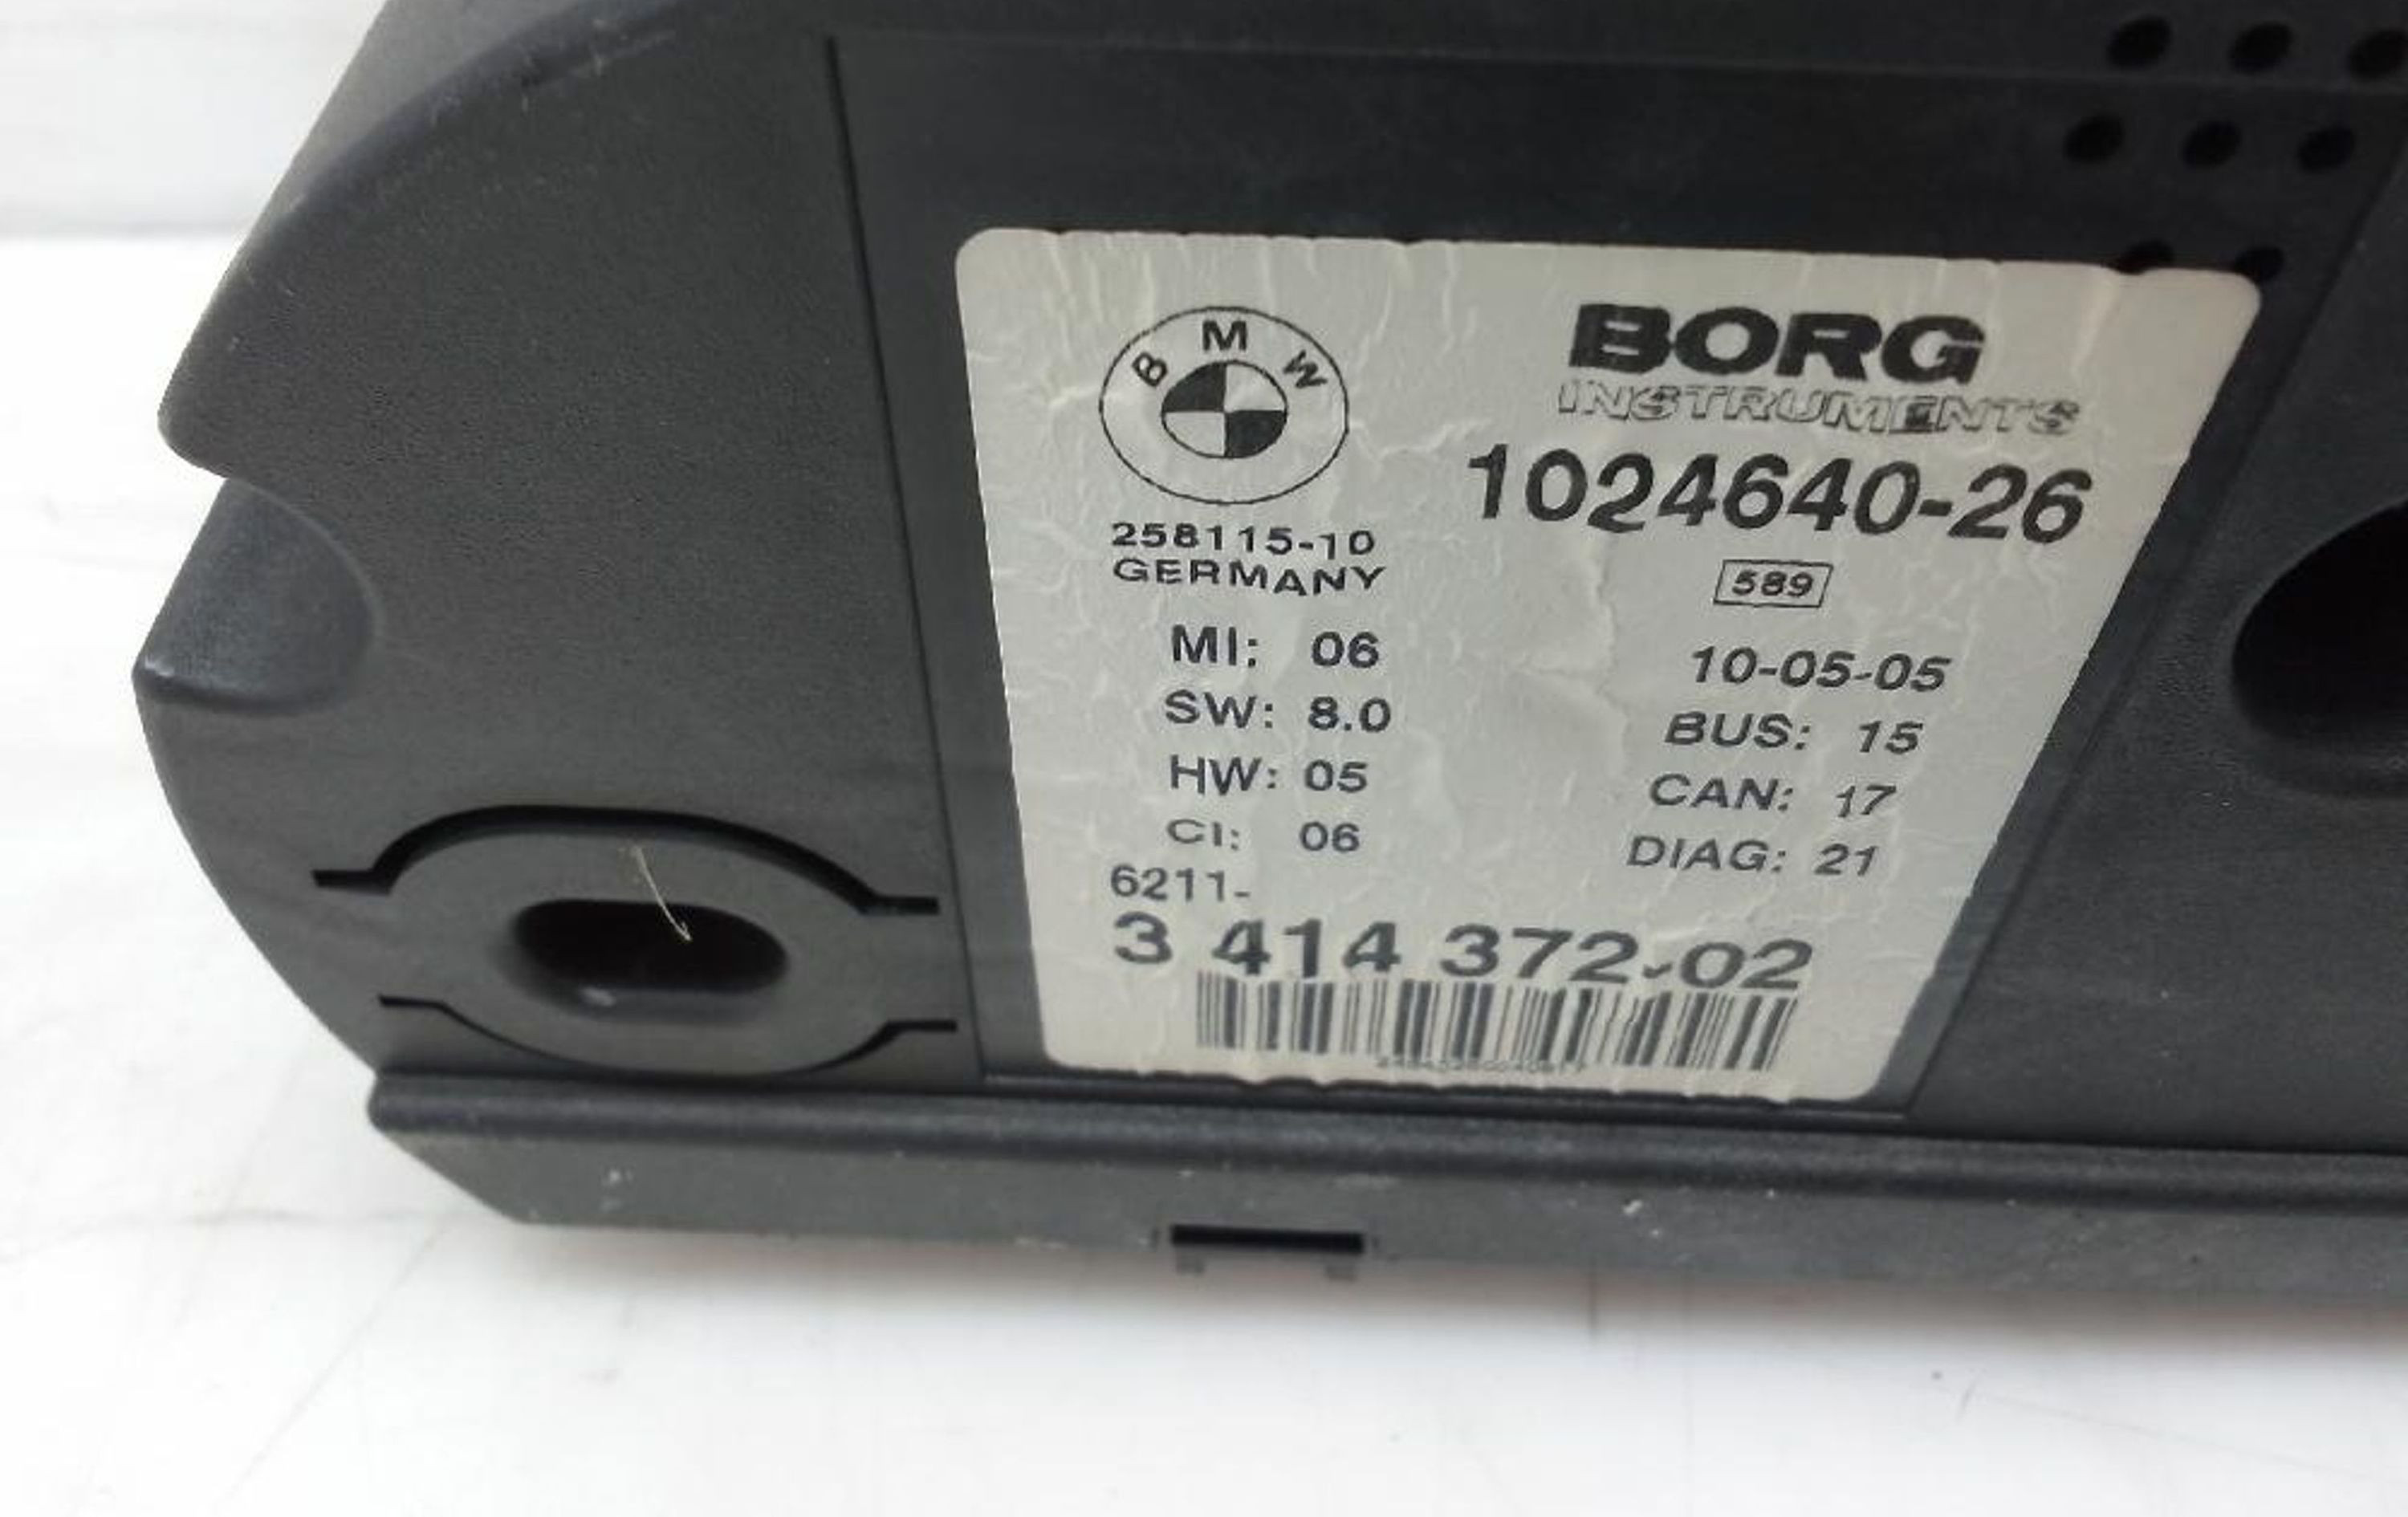 BMW
BORG
INSTRUMENTS
1024640-26
258115-10
GERMANY
589
MI: 06
10-05-05
SW: 8.0
BUS: 15
HW: 05
CAN: 17
CI: 06
DIAG: 21
6211-
3 414 372-02